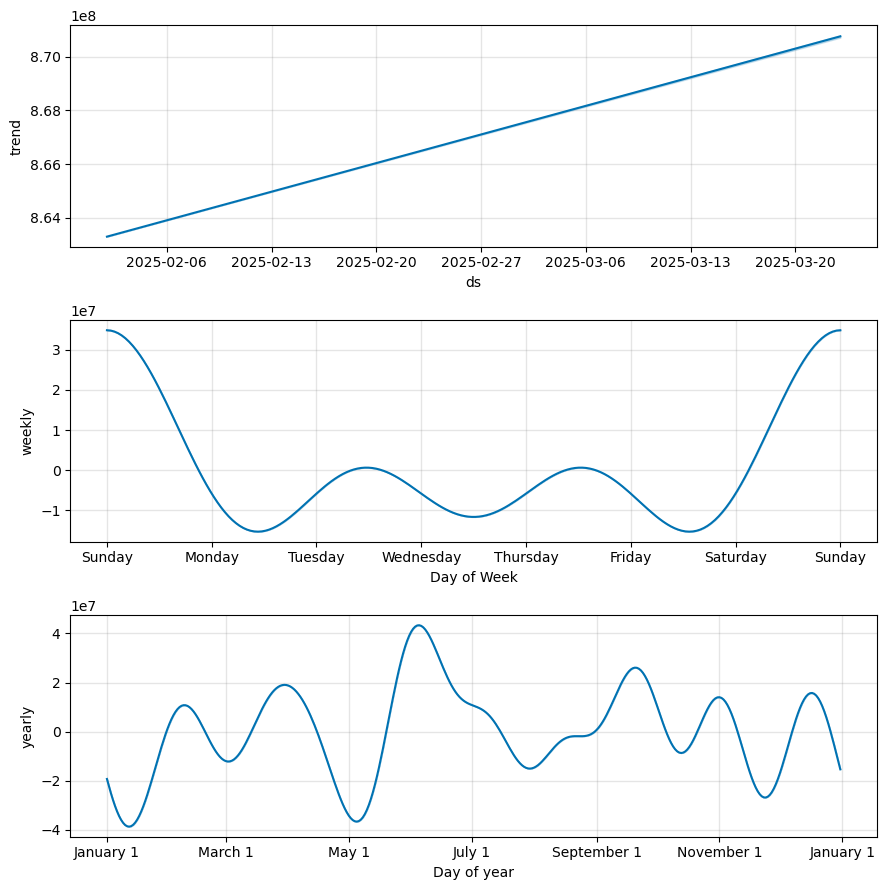 1e8
8.70
8.68
8.66
8.64
trend
2025-02-06 2025-02-13 2025-02-20 2025-02-27 2025-03-06 2025-03-13 2025-03-20
ds
1e7
3
2
1
0
−1
weekly
Sunday Monday Tuesday Wednesday Thursday Friday Saturday Sunday
Day of Week
1e7
4
2
0
−2
−4
yearly
January 1 March 1 May 1 July 1 September 1 November 1 January 1
Day of year